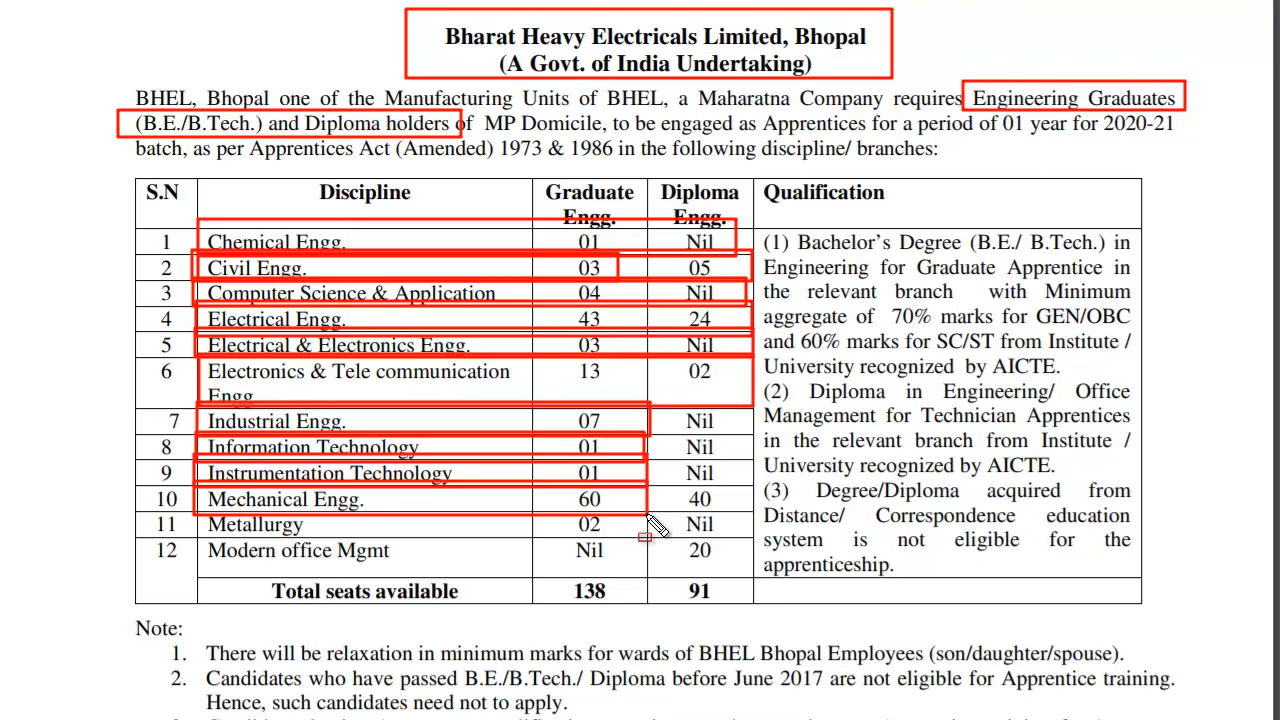 Bharat Heavy Electricals Limited, Bhopal
(A Govt. of India Undertaking)
BHEL, Bhopal one of the Manufacturing Units of BHEL, a Maharatna Company requires Engineering Graduates
(B.E./B.Tech.) and Diploma holders of MP Domicile, to be engaged as Apprentices for a period of 01 year for 2020-21
batch, as per Apprentices Act (Amended) 1973 & 1986 in the following discipline/ branches:
S.N Discipline Graduate Engg. Diploma Engg. Qualification
1 Chemical Engg. 01 Nil
2 Civil Engg. 03 05
3 Computer Science & Application 04 Nil
4 Electrical Engg. 43 24
5 Electrical & Electronics Engg. 03 Nil
6 Electronics & Tele communication 13 02
Engg
7 Industrial Engg. 07 Nil
8 Information Technology 01 Nil
9 Instrumentation Technology 01 Nil
10 Mechanical Engg. 60 40
11 Metallurgy 02 Nil
12 Modern office Mgmt Nil 20
Total seats available 138 91
(1) Bachelor's Degree (B.E./ B.Tech.) in
Engineering for Graduate Apprentice in
the relevant branch with Minimum
aggregate of 70% marks for GEN/OBC
and 60% marks for SC/ST from Institute /
University recognized by AICTE.
(2) Diploma in Engineering/ Office
Management for Technician Apprentices
in the relevant branch from Institute /
University recognized by AICTE.
(3) Degree/Diploma acquired from
Distance/ Correspondence education
system is not eligible for the
apprenticeship.
Note:
1. There will be relaxation in minimum marks for wards of BHEL Bhopal Employees (son/daughter/spouse).
2. Candidates who have passed B.E./B.Tech./ Diploma before June 2017 are not eligible for Apprentice training.
Hence, such candidates need not to apply.